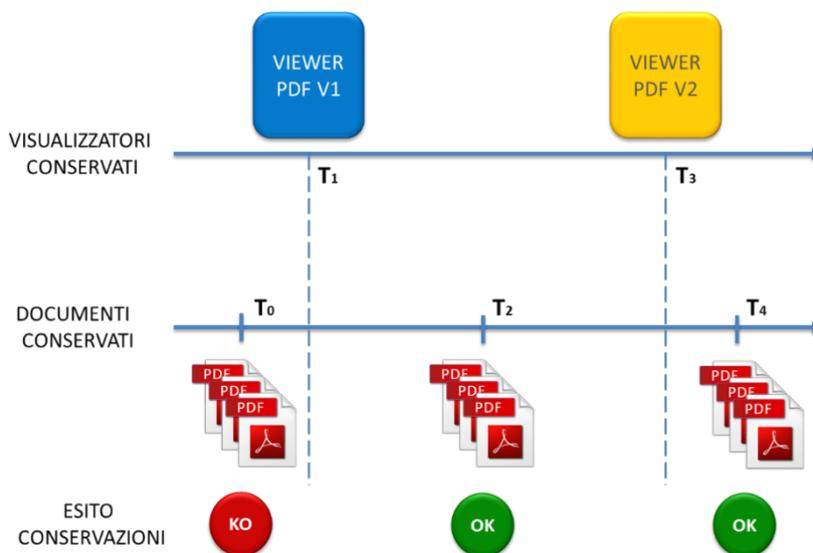 VIEWER
PDF V1
VIEWER
PDF V2
VISUALIZZATORI
CONSERVATI
T1
T3
DOCUMENTI
CONSERVATI
T0
T2
T4
PDF
PDF
PDF
PDF
PDF
PDF
PDF
PDF
PDF
ESITO
CONSERVAZIONI
KO
OK
OK